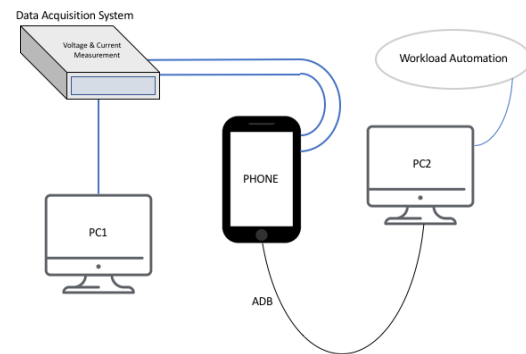 Data Acquisition System
Voltage & Current
Measurement
Workload Automation
PHONE
PC2
PC1
ADB